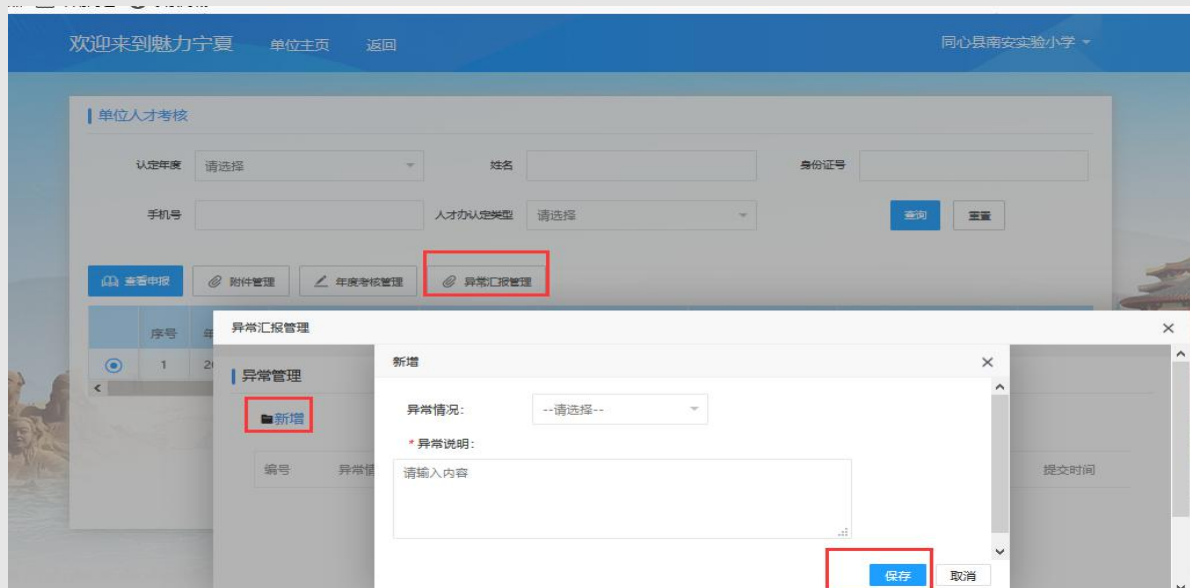 欢迎来到魅力宁夏 单位主页 返回 同心县南安实验小学
单位人才考核
认定年度 请选择 姓名 身份证号
手机号 人才办认定类型 请选择 查询 重置
查看申报 附件管理 年度考核管理 异常汇报管理
序号 年
1 20
异常汇报管理
异常管理
新增
编号 异常情 提交时间
新增
异常情况: --请选择--
*异常说明:
请输入内容
保存 取消